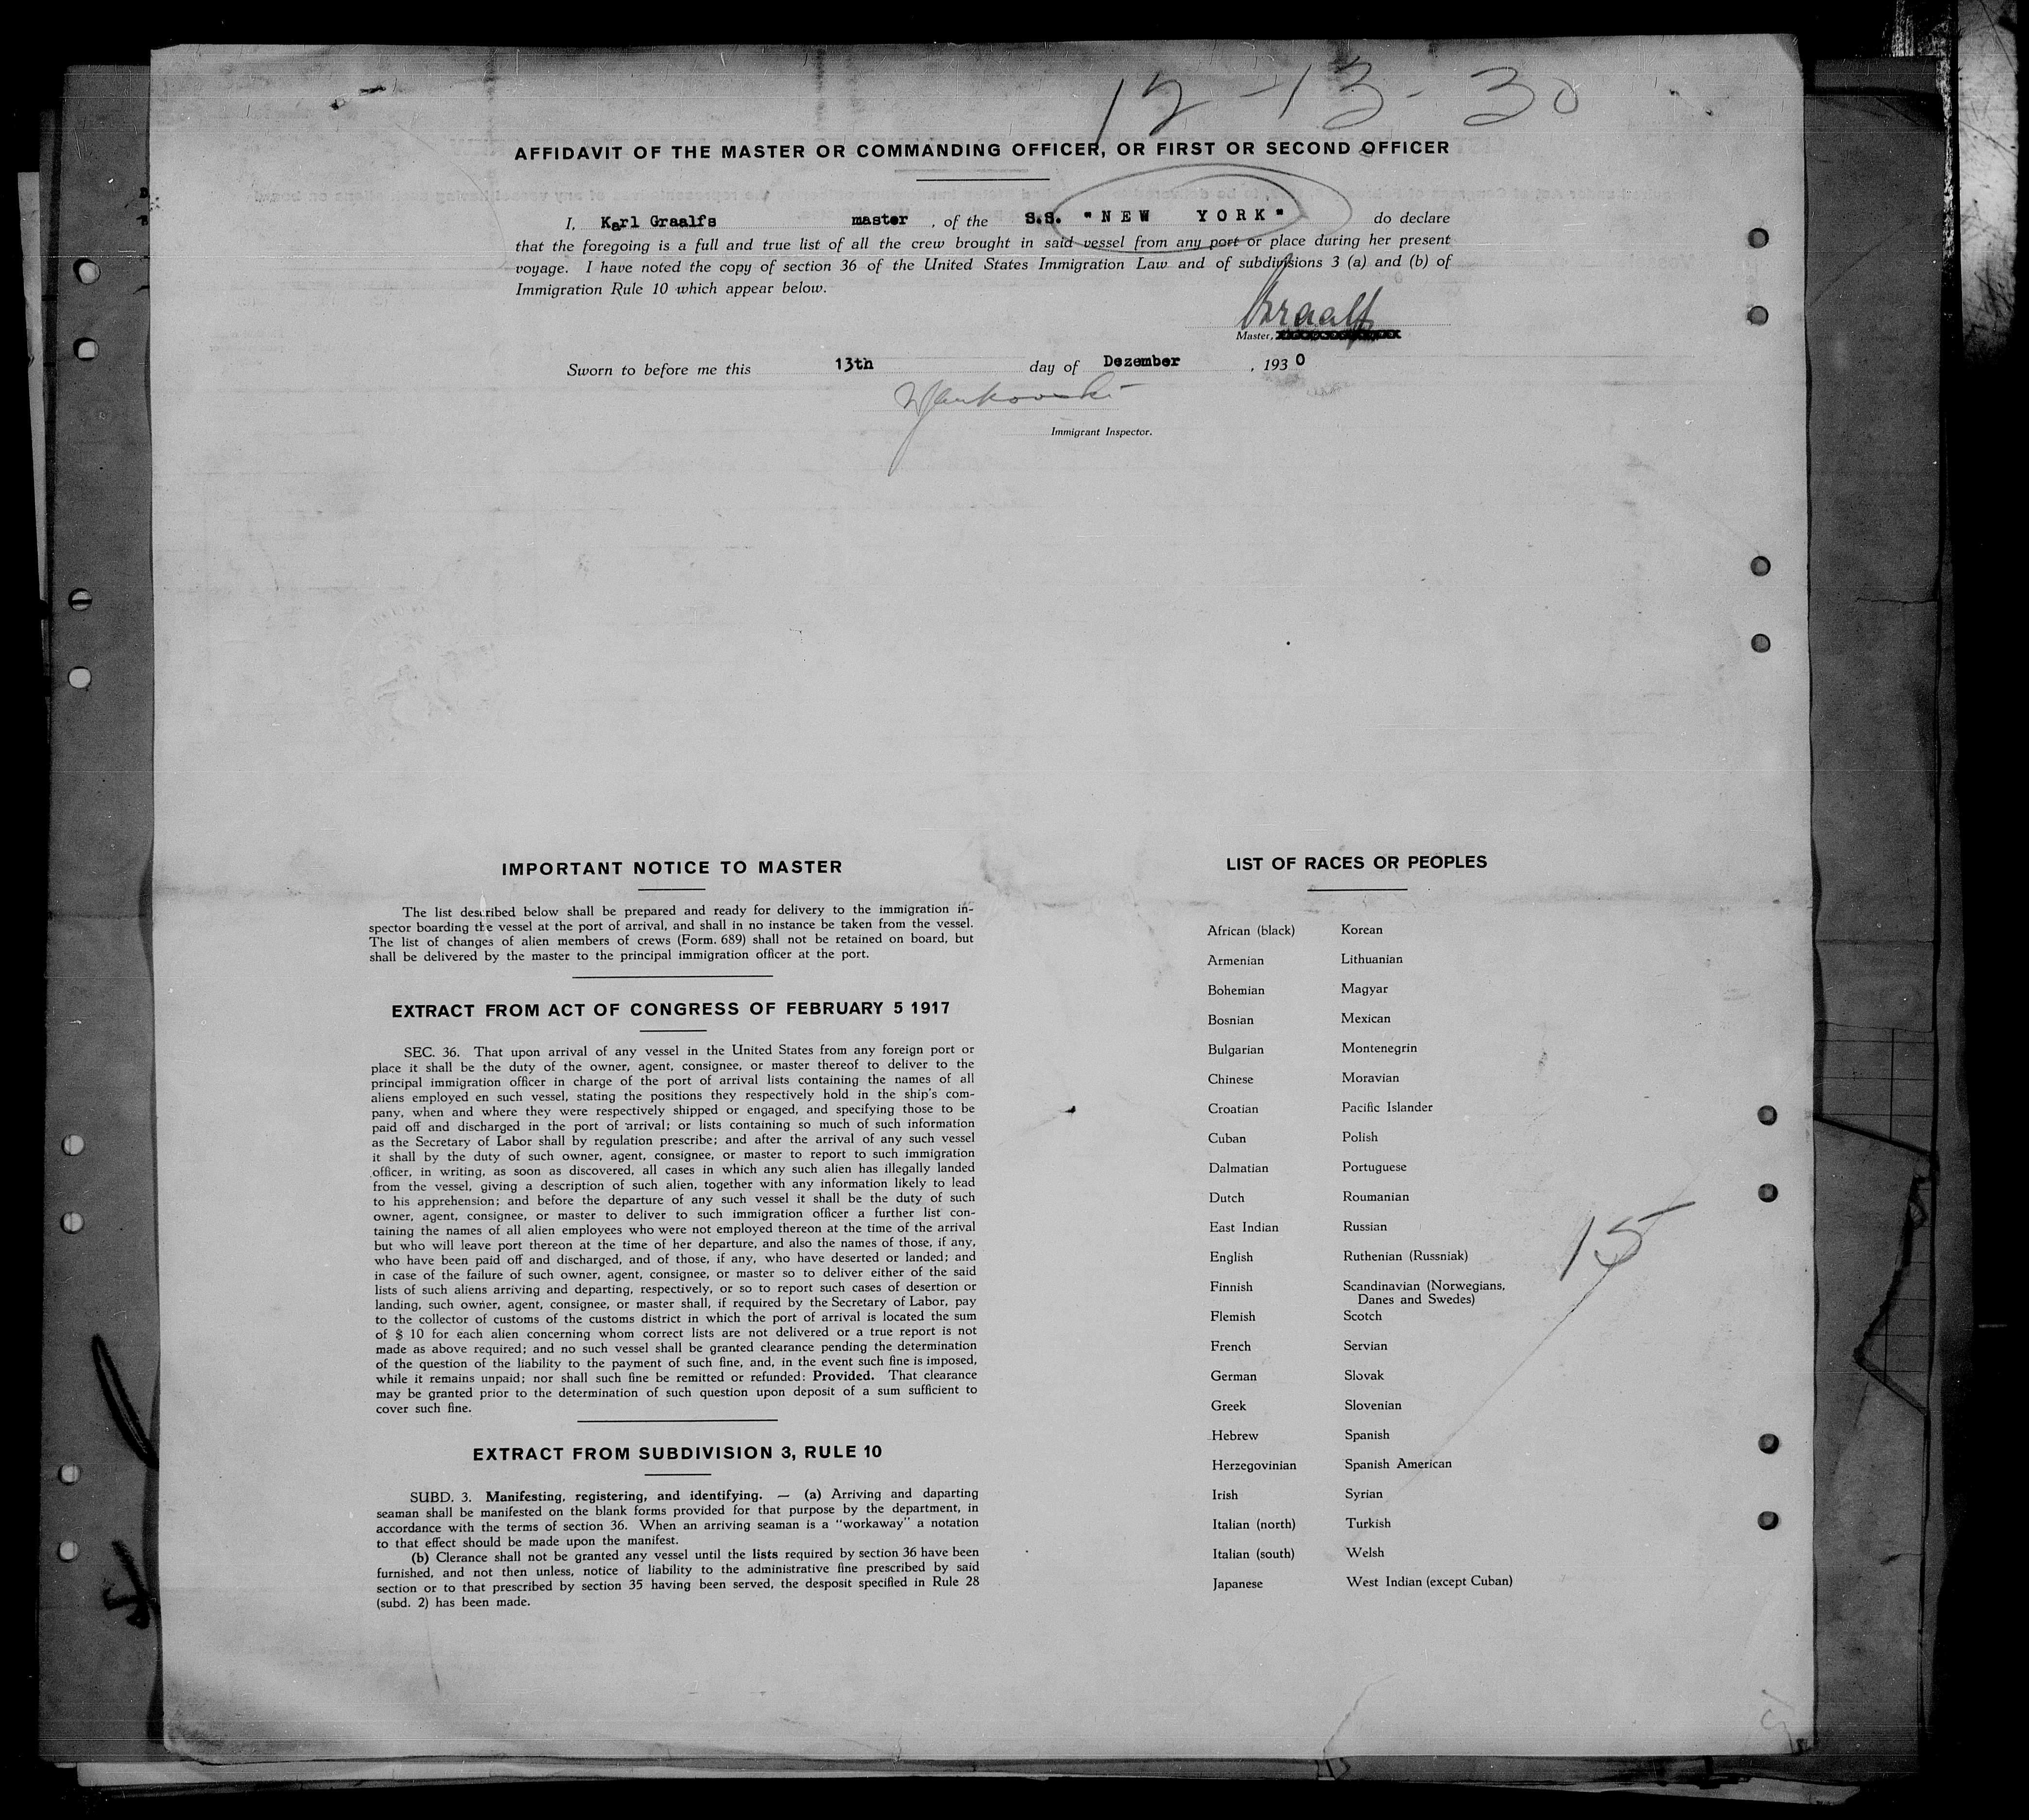 12-13-30
AFFIDAVIT OF THE MASTER OR COMMANDING OFFICER, OR FIRST OR SECOND OFFICER
I, Karl Graalfs master, of the S.S. "NEW YORK" do declare
that the foregoing is a full and true list of all the crew brought in said vessel from any port or place during her present
voyage. I have noted the copy of section 36 of the United States Immigration Law and of subdivisions 3 (a) and (b) of
Immigration Rule 10 which appear below.
Graalfs
Master,
Sworn to before me this 13th day of Dezember, 1930
Immigrant Inspector.
IMPORTANT NOTICE TO MASTER
The list described below shall be prepared and ready for delivery to the immigration in-
spector boarding the vessel at the port of arrival, and shall in no instance be taken from the vessel.
The list of changes of alien members of crews (Form. 689) shall not be retained on board, but
shall be delivered by the master to the principal immigration officer at the port.
EXTRACT FROM ACT OF CONGRESS OF FEBRUARY 5 1917
SEC. 36. That upon arrival of any vessel in the United States from any foreign port or
place it shall be the duty of the owner, agent, consignee, or master thereof to deliver to the
principal immigration officer in charge of the port of arrival lists containing the names of all
aliens employed en such vessel, stating the positions they respectively hold in the ship's com-
pany, when and where they were respectively shipped or engaged, and specifying those to be
paid off and discharged in the port of arrival; or lists containing so much of such information
as the Secretary of Labor shall by regulation prescribe; and after the arrival of any such vessel
it shall by the duty of such owner, agent, consignee, or master to report to such immigration
officer, in writing, as soon as discovered, all cases in which any such alien has illegally landed
from the vessel, giving a description of such alien, together with any information likely to lead
to his apprehension; and before the departure of any such vessel it shall be the duty of such
owner, agent, consignee, or master to deliver to such immigration officer a further list con-
taining the names of all alien employees who were not employed thereon at the time of the arrival
but who will leave port thereon at the time of her departure, and also the names of those, if any,
who have been paid off and discharged, and of those, if any, who have deserted or landed; and
in case of the failure of such owner, agent, consignee, or master so to deliver either of the said
lists of such aliens arriving and departing, respectively, or so to report such cases of desertion or
landing, such owner, agent, consignee, or master shall, if required by the Secretary of Labor, pay
to the collector of customs of the customs district in which the port of arrival is located the sum
of $ 10 for each alien concerning whom correct lists are not delivered or a true report is not
made as above required; and no such vessel shall be granted clearance pending the determination
of the question of the liability to the payment of such fine, and, in the event such fine is imposed,
while it remains unpaid; nor shall such fine be remitted or refunded: Provided. That clearance
may be granted prior to the determination of such question upon deposit of a sum sufficient to
cover such fine.
EXTRACT FROM SUBDIVISION 3, RULE 10
SUBD. 3. Manifesting, registering, and identifying. — (a) Arriving and daparting
seaman shall be manifested on the blank forms provided for that purpose by the department, in
accordance with the terms of section 36. When an arriving seaman is a "workaway" a notation
to that effect should be made upon the manifest.
(b) Clerance shall not be granted any vessel until the lists required by section 36 have been
furnished, and not then unless, notice of liability to the administrative fine prescribed by said
section or to that prescribed by section 35 having been served, the desposit specified in Rule 28
(subd. 2) has been made.
LIST OF RACES OR PEOPLES
African (black) Korean
Armenian Lithuanian
Bohemian Magyar
Bosnian Mexican
Bulgarian Montenegrin
Chinese Moravian
Croatian Pacific Islander
Cuban Polish
Dalmatian Portuguese
Dutch Roumanian
East Indian Russian
English Ruthenian (Russniak)
Finnish Scandinavian (Norwegians,
Danes and Swedes)
Flemish Scotch
French Servian
German Slovak
Greek Slovenian
Hebrew Spanish
Herzegovinian Spanish American
Irish Syrian
Italian (north) Turkish
Italian (south) Welsh
Japanese West Indian (except Cuban)
15